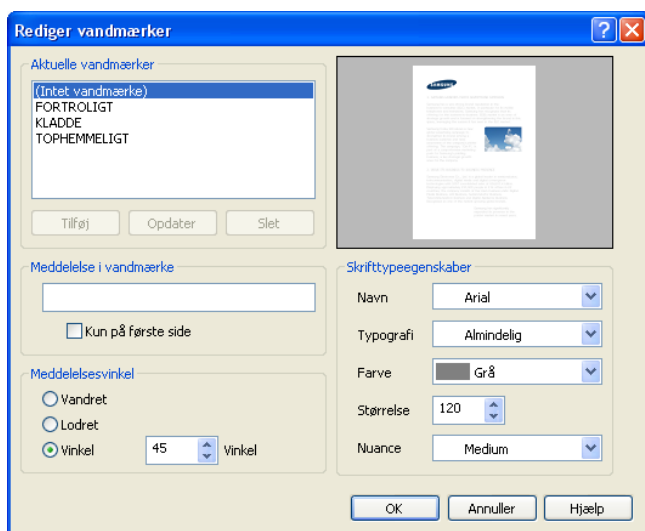 Rediger vandmærker
Aktuelle vandmærker
(Intet vandmærke)
FORTROLIGT
KLADDE
TOPHEMMELIGT
Tilføj
Opdater
Slet
SAMSUNG
Meddelelse i vandmærke
Kun på første side
Meddelelsesvinkel
Vandret
Lodret
Vinkel
45
Vinkel
Skrifttypeegenskaber
Navn
Arial
Typografi
Almindelig
Farve
Grå
Størrelse
120
Nuance
Medium
OK
Annuller
Hjælp